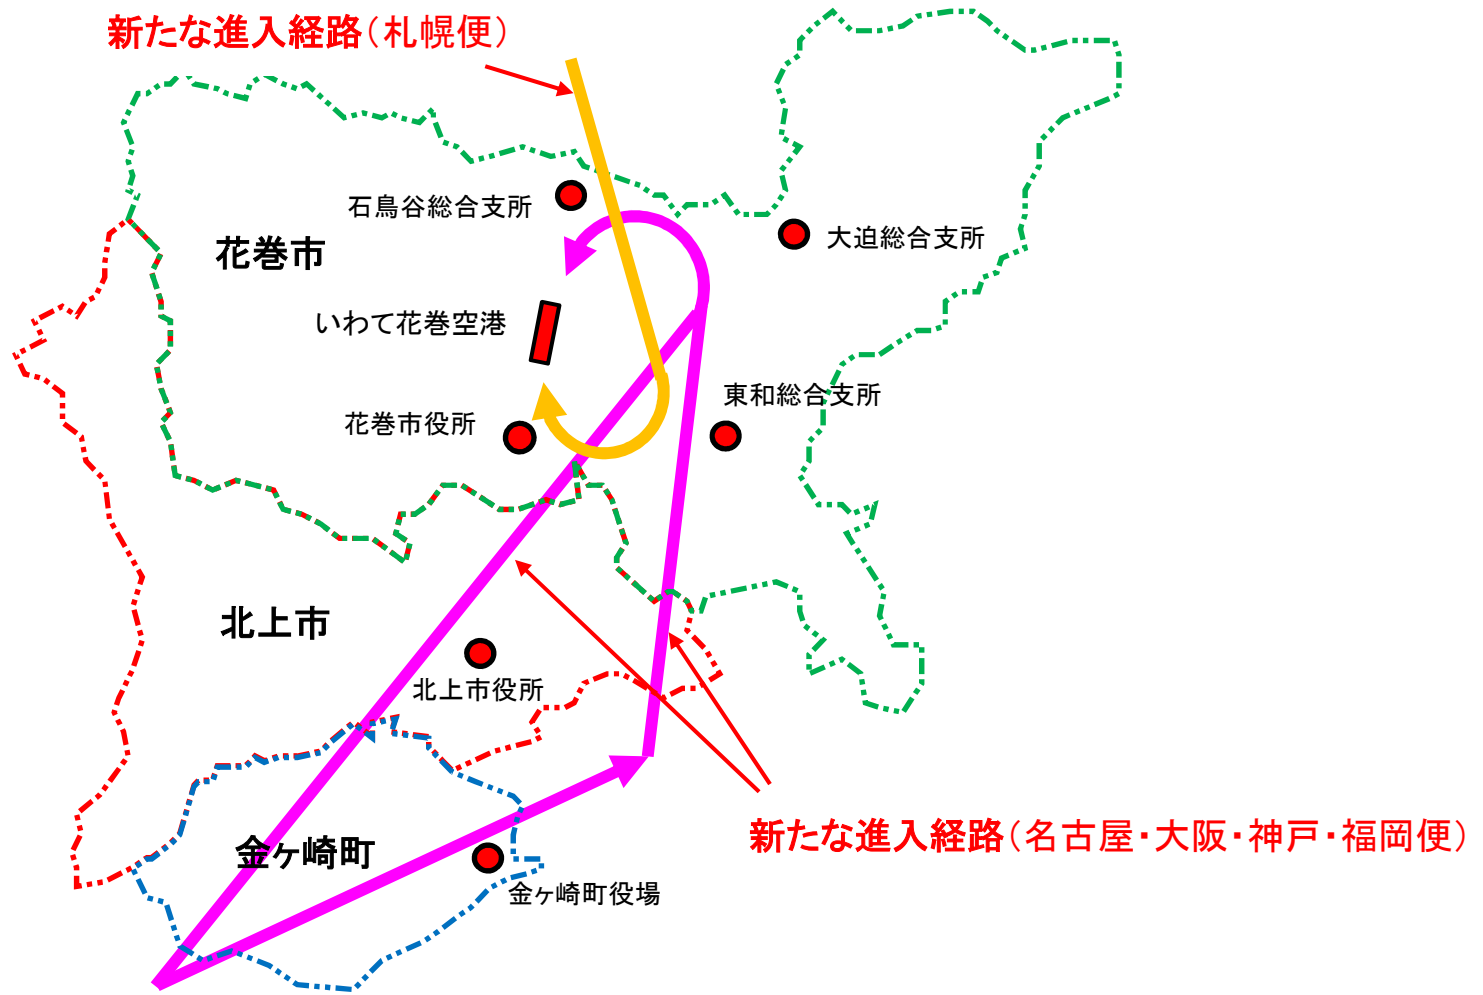 新たな進入経路（札幌便）
石鳥谷総合支所
大迫総合支所
花巻市
いわて花巻空港
東和総合支所
花巻市役所
北上市
北上市役所
新たな進入経路（名古屋・大阪・神戸・福岡便）
金ヶ崎町
金ヶ崎町役場